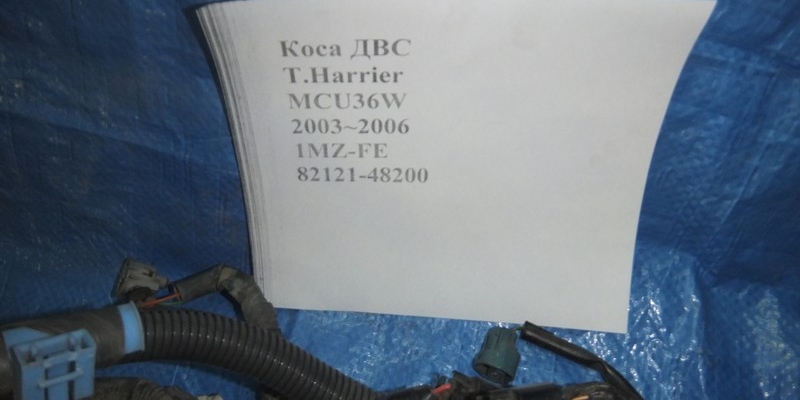 Коса ДВС
T.Harrier
MCU36W
2003~2006
1MZ-FE
82121-48200